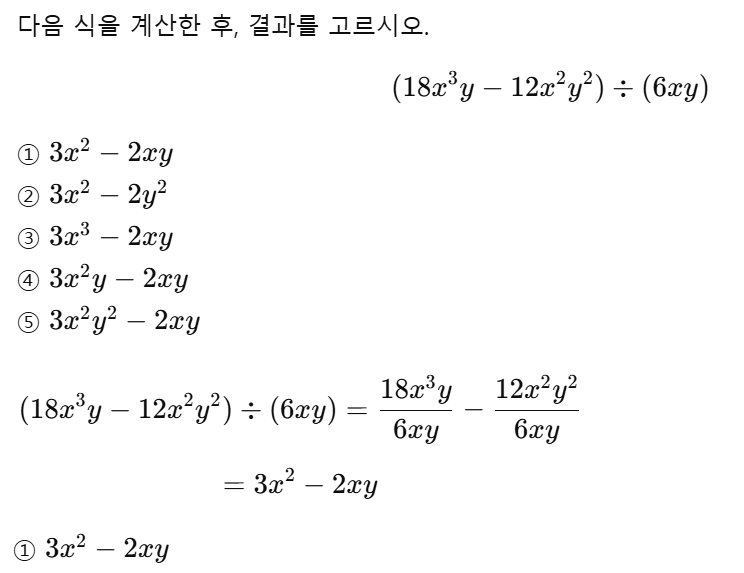 다음 식을 계산한 후, 결과를 고르시오.
(18x³y − 12x²y²) ÷ (6xy)
① 3x² − 2xy
② 3x² − 2y²
③ 3x³ − 2xy
④ 3x²y − 2xy
⑤ 3x²y² − 2xy
(18x³y − 12x²y²) ÷ (6xy) = \frac{18x³y}{6xy} − \frac{12x²y²}{6xy}
= 3x² − 2xy
① 3x² − 2xy